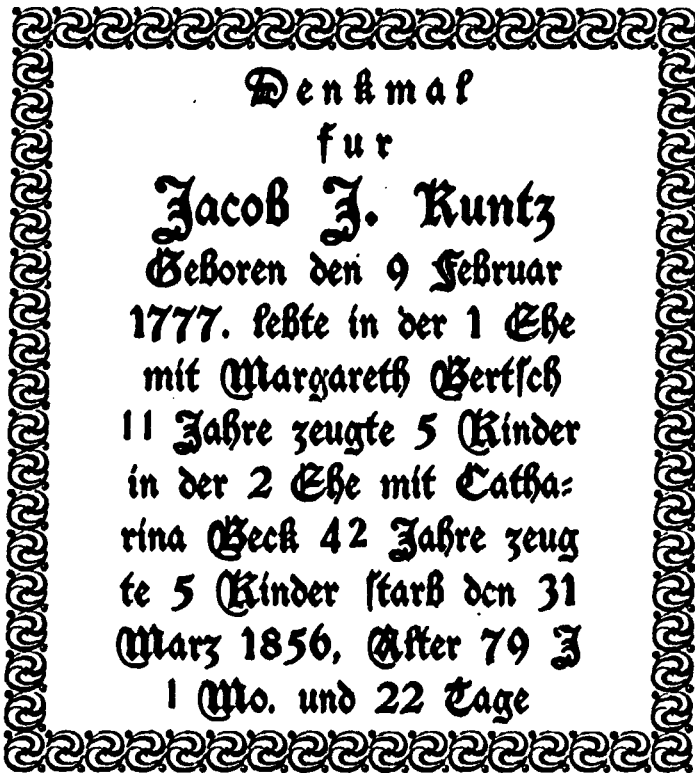 Denkmal
fur
Jacob J. Kuntz
Geboren den 9 Februar
1777. lebte in der 1 Ehe
mit Margareth Bertsch
11 Jahre zeugte 5 Kinder
in der 2 Ehe mit Catha=
rina Beck 42 Jahre zeug
te 5 Kinder starb den 31
Marz 1856, Alter 79 J
1 Mo. und 22 Tage